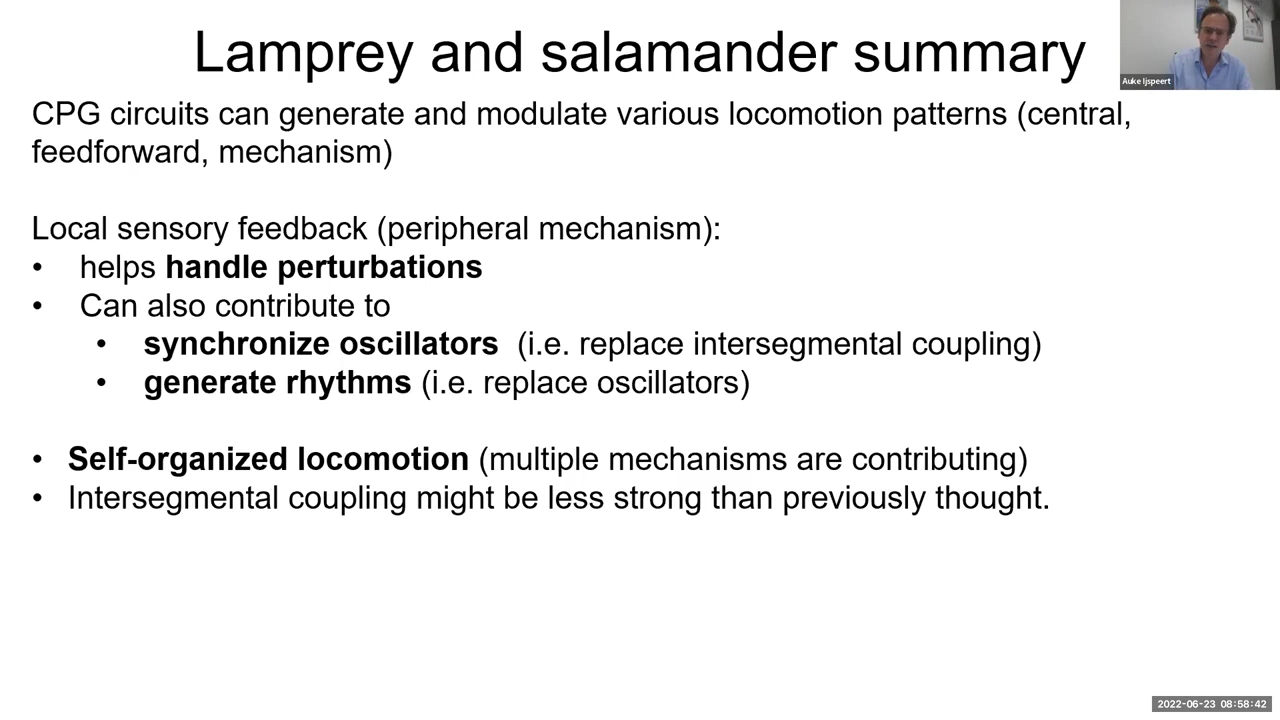 Lamprey and salamander summary
Auke Ijspeert
CPG circuits can generate and modulate various locomotion patterns (central,
feedforward, mechanism)
Local sensory feedback (peripheral mechanism):
• helps handle perturbations
• Can also contribute to
• synchronize oscillators (i.e. replace intersegmental coupling)
• generate rhythms (i.e. replace oscillators)
• Self-organized locomotion (multiple mechanisms are contributing)
• Intersegmental coupling might be less strong than previously thought.
2022-06-23 08:58:42